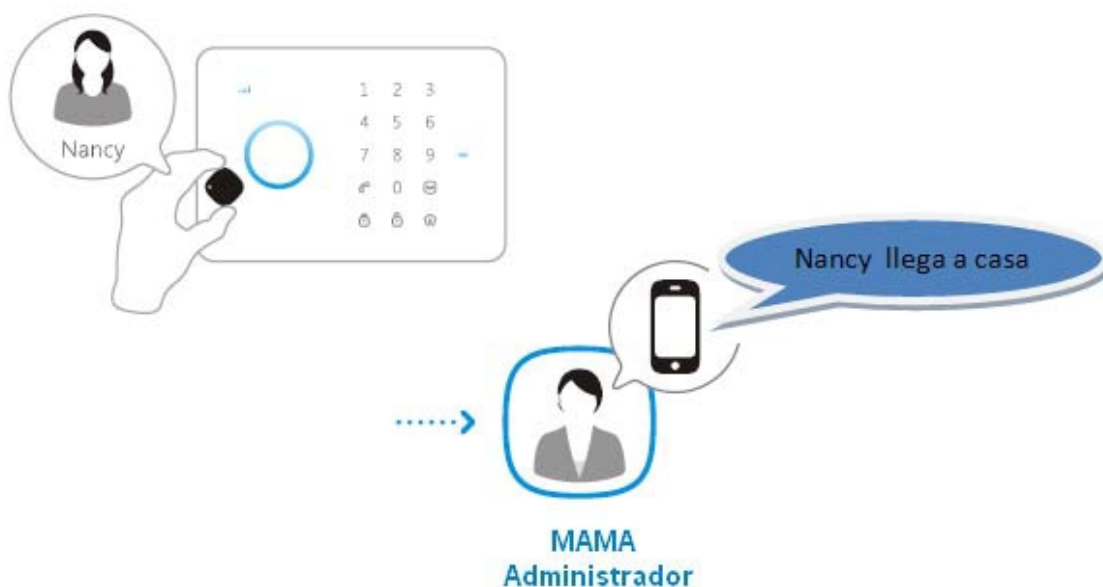 Nancy
1 2 3
4 5 6
7 8 9
0
Nancy llega a casa
MAMA
Administrador